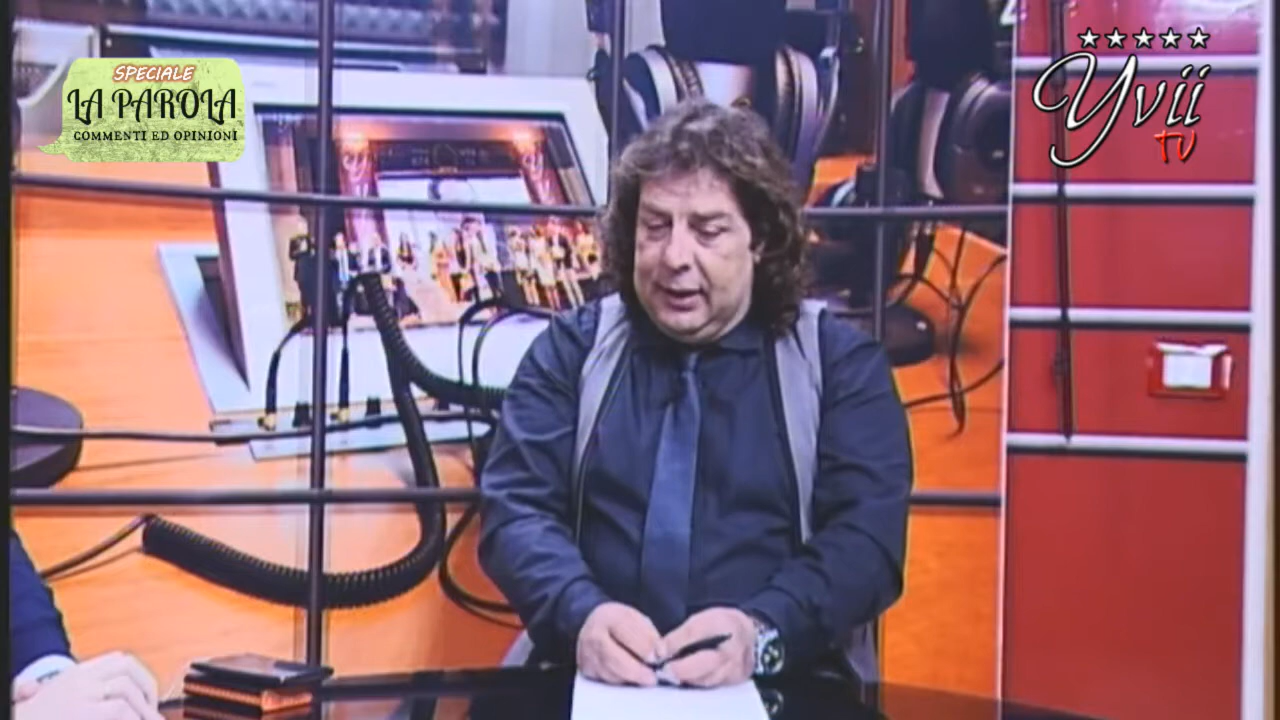 SPECIALE
LA PAROLA
COMMENTI ED OPINIONI
Yvii
TV